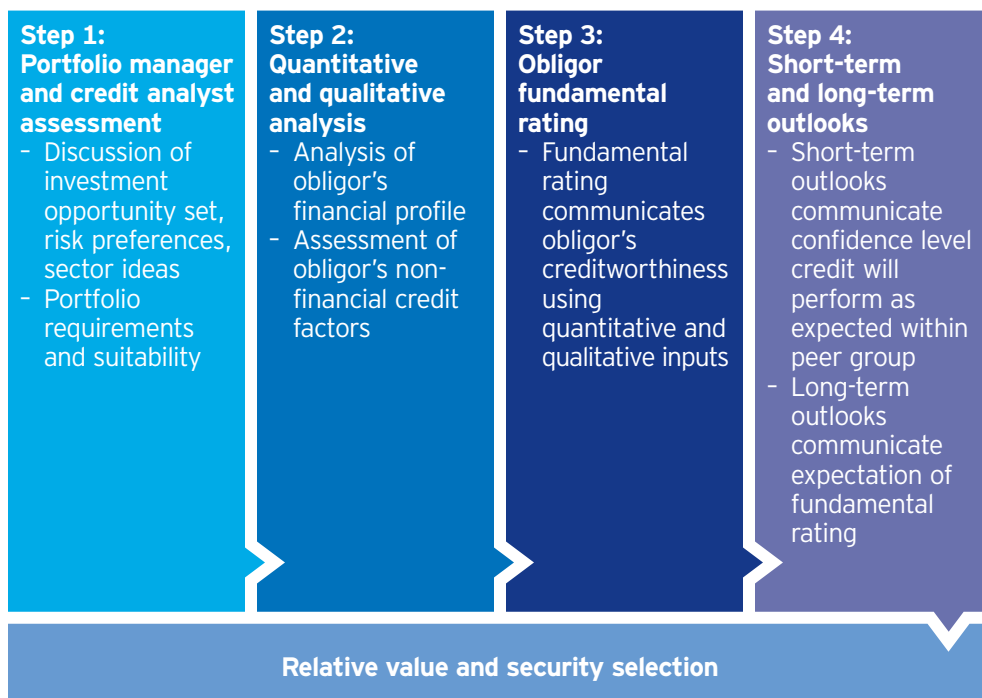 Step 1:
Portfolio manager
and credit analyst
assessment
– Discussion of
investment
opportunity set,
risk preferences,
sector ideas
– Portfolio
requirements
and suitability
Step 2:
Quantitative
and qualitative
analysis
– Analysis of
obligor's
financial profile
– Assessment of
obligor's non-
financial credit
factors
Step 3:
Obligor
fundamental
rating
– Fundamental
rating
communicates
obligor's
creditworthiness
using
quantitative and
qualitative inputs
Step 4:
Short-term
and long-term
outlooks
– Short-term
outlooks
communicate
confidence level
credit will
perform as
expected within
peer group
– Long-term
outlooks
communicate
expectation of
fundamental
rating
Relative value and security selection